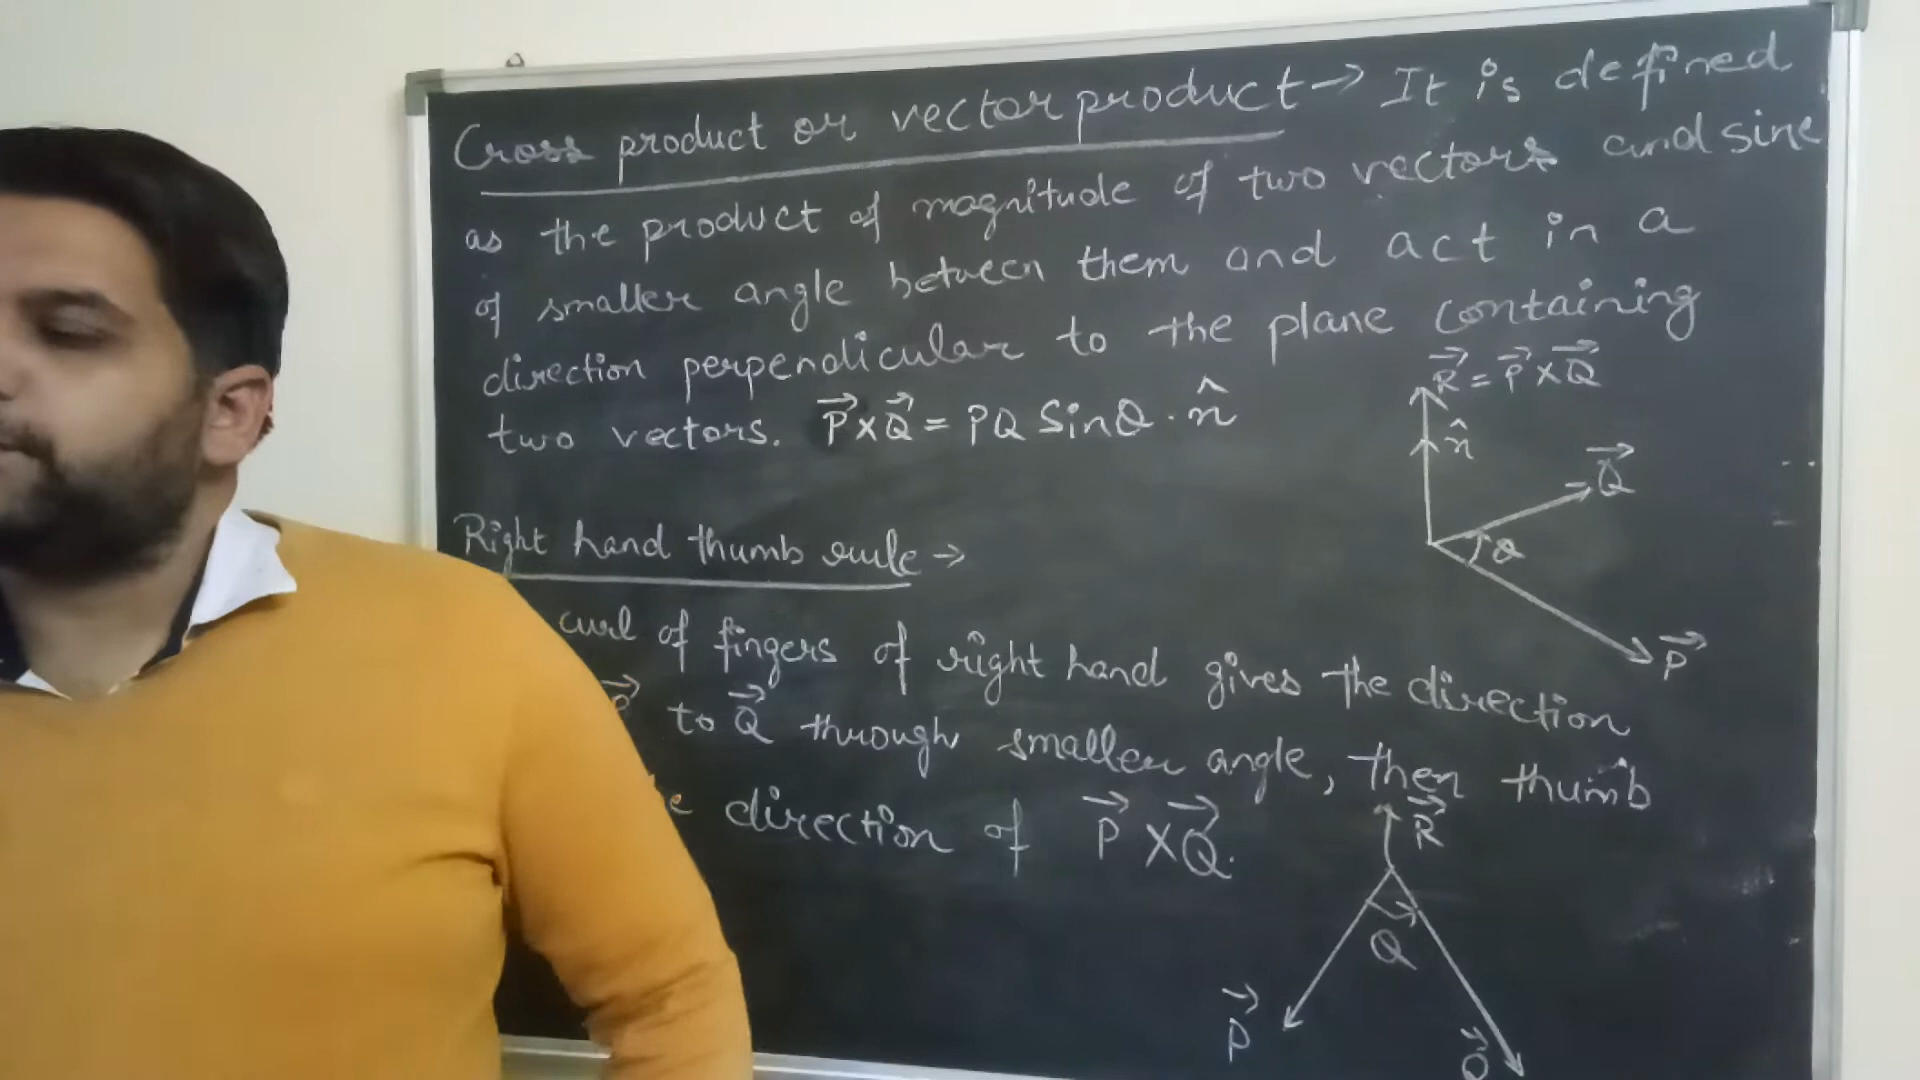 Cross product or vector product → It is defined
as the product of magnitude of two vectors and sine
of smaller angle between them and act in a
direction perpendicular to the plane containing
two vectors. P⃗ × Q⃗ = PQ Sinθ · n̂
R⃗ = P⃗ × Q⃗
n̂
Q⃗
θ
P⃗
Right hand thumb rule →
curl of fingers of right hand gives the direction
P⃗ to Q⃗ through smaller angle, then thumb
direction of P⃗ × Q⃗.
R⃗
θ
P⃗
Q⃗